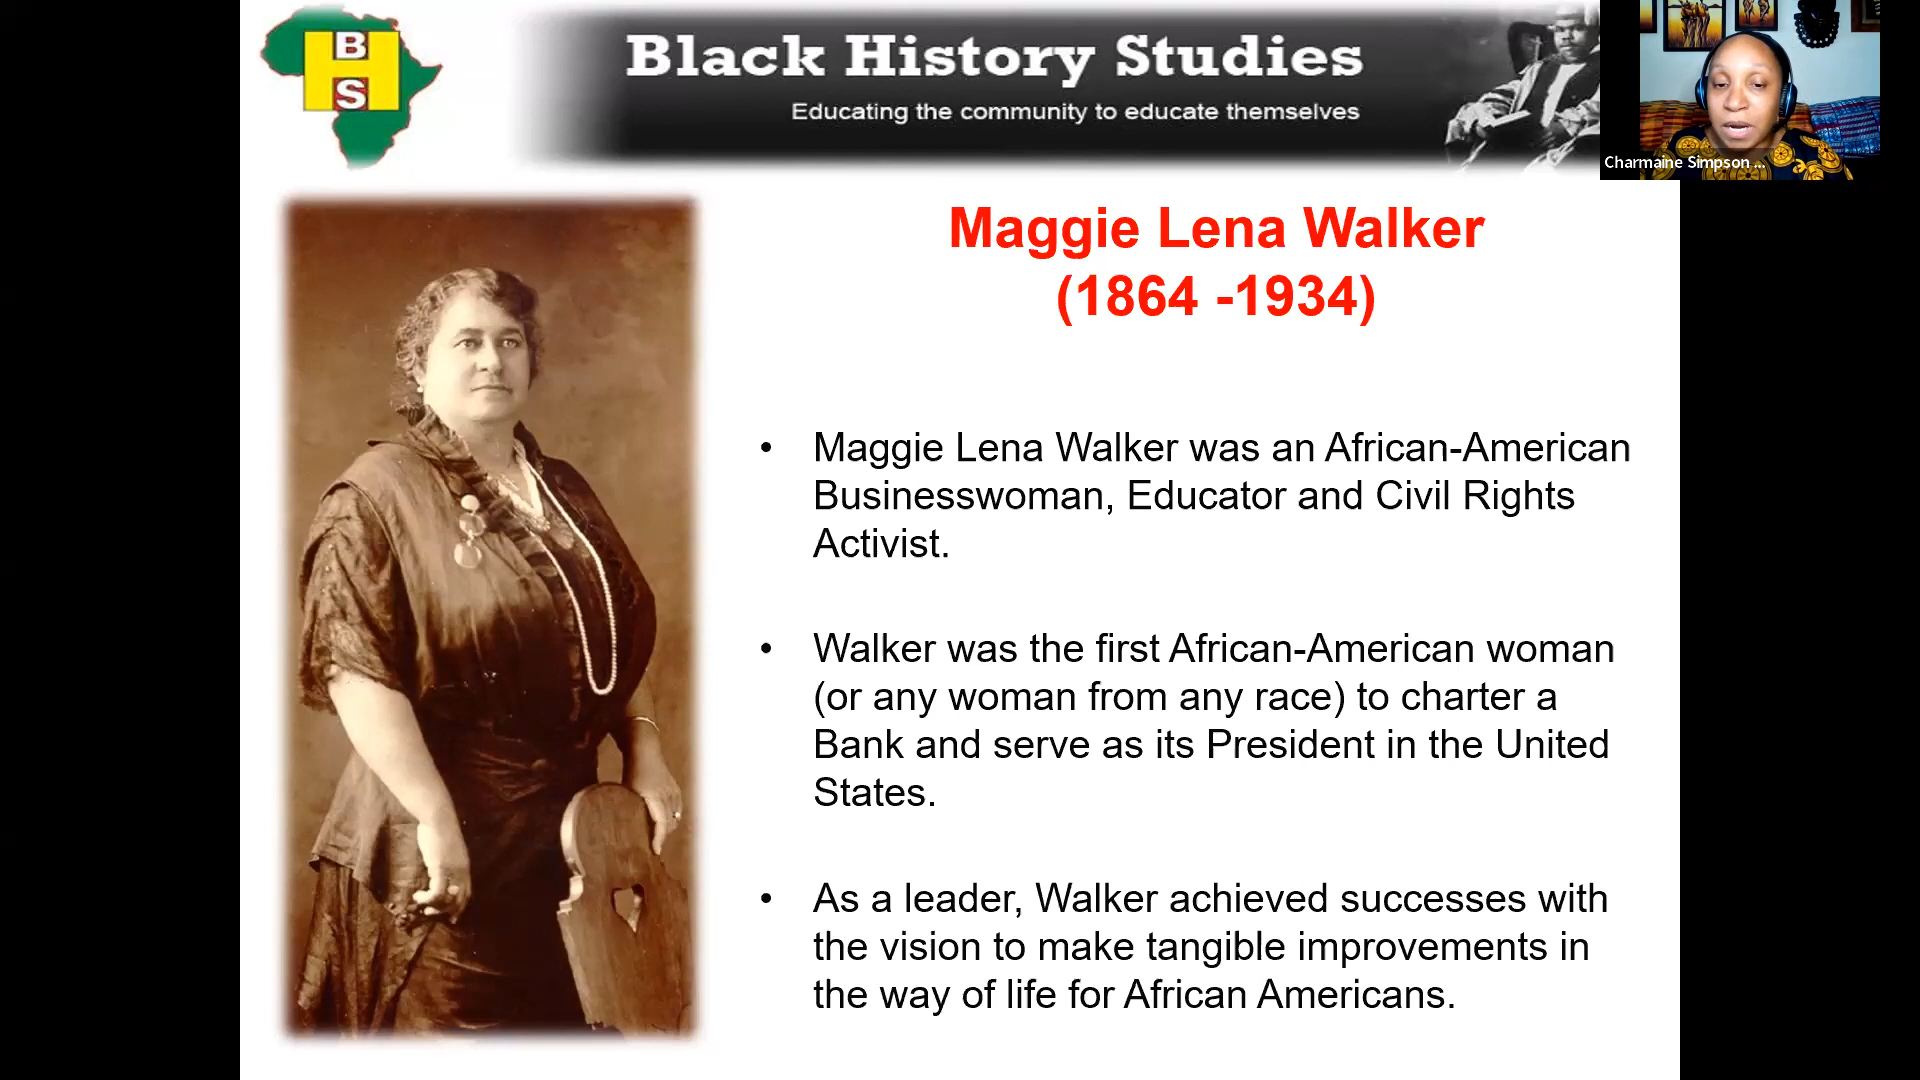 BHS
Black History Studies
Educating the community to educate themselves
Charmaine Simpson ...
Maggie Lena Walker
(1864 -1934)
• Maggie Lena Walker was an African-American
Businesswoman, Educator and Civil Rights
Activist.
• Walker was the first African-American woman
(or any woman from any race) to charter a
Bank and serve as its President in the United
States.
• As a leader, Walker achieved successes with
the vision to make tangible improvements in
the way of life for African Americans.